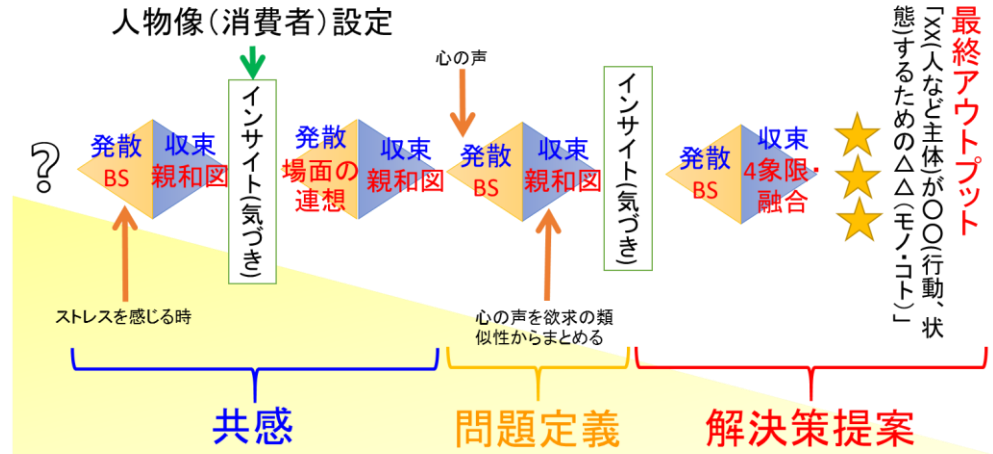 人物像（消費者）設定
？
発散
BS
収束
親和図
ストレスを感じる時
インサイト(気づき)
発散
場面の
連想
収束
親和図
心の声
発散
BS
収束
親和図
心の声を欲求の類
似性からまとめる
インサイト(気づき)
発散
BS
収束
4象限・
融合
最終アウトプット
「XX(人など主体)が〇〇(行動、状
態)するための△△(モノ・コト)」
共感
問題定義
解決策提案